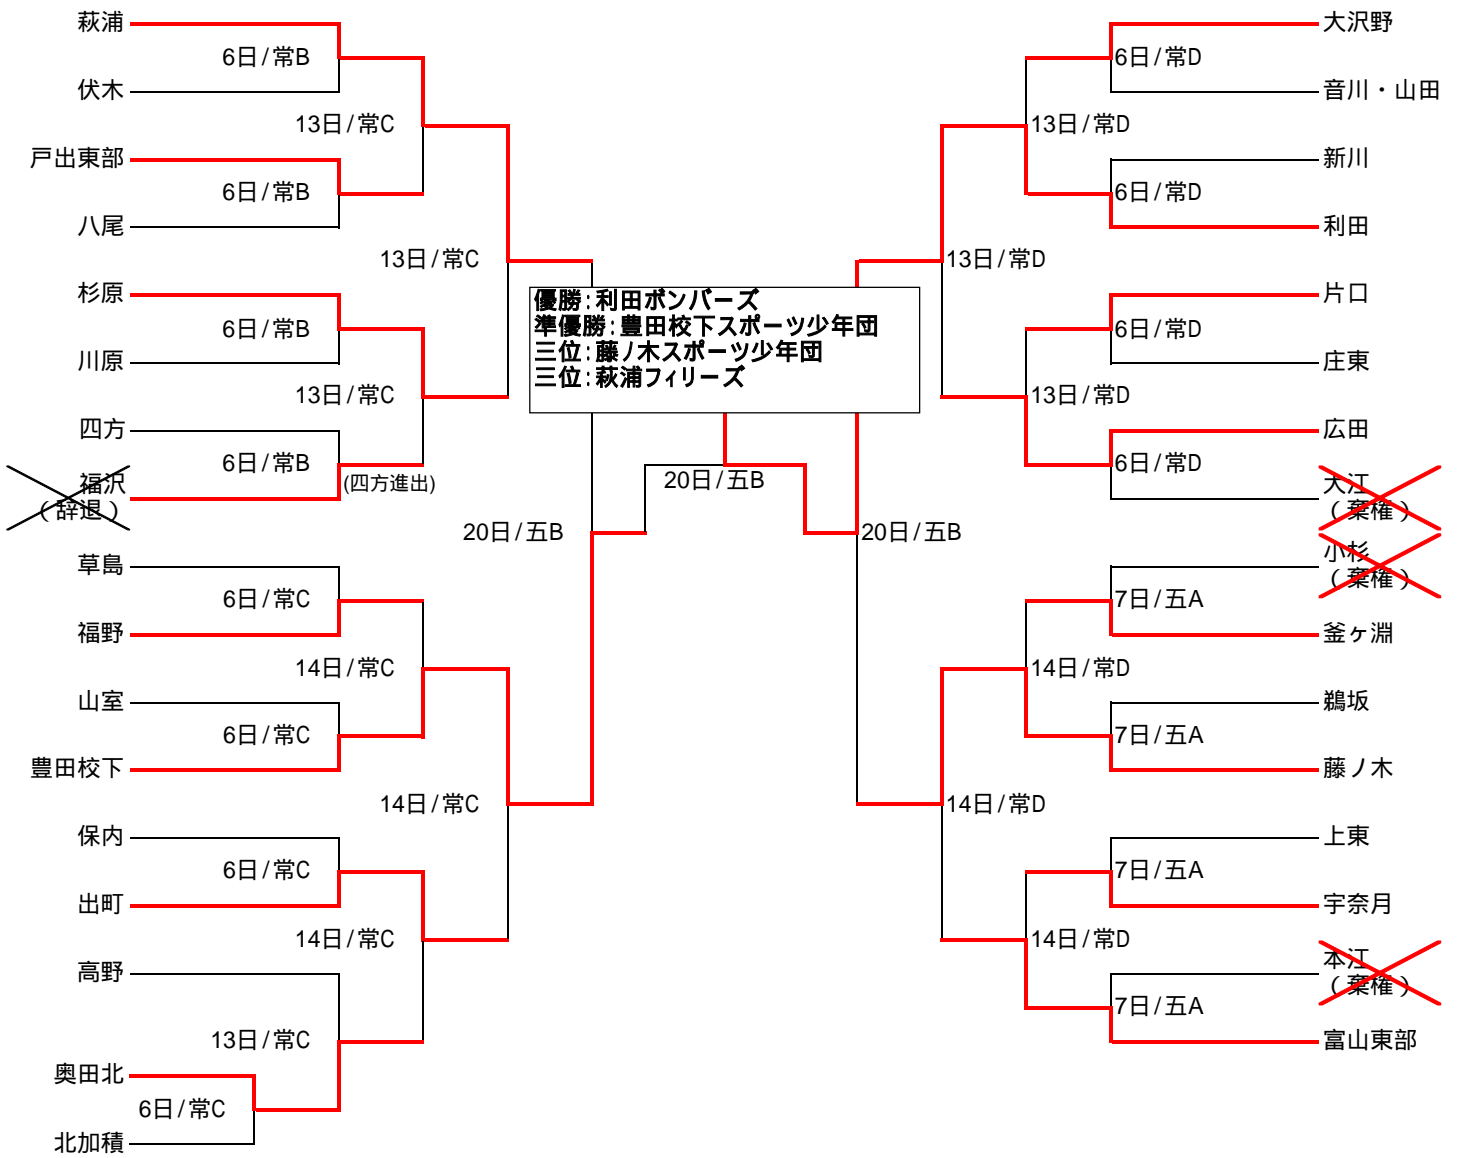 萩浦
6日/常B
伏木
13日/常C
戸出東部
6日/常B
八尾
13日/常C
杉原
6日/常B
川原
13日/常C
四方
6日/常B
(四方進出)
福沢
(辞退)
20日/五B
草島
6日/常C
福野
14日/常C
山室
6日/常C
豊田校下
14日/常C
保内
6日/常C
出町
14日/常C
高野
13日/常C
奥田北
6日/常C
北加積
優勝:利田ボンバーズ
準優勝:豊田校下スポーツ少年団
三位:藤ノ木スポーツ少年団
三位:萩浦フィリーズ
20日/五B
大沢野
6日/常D
音川・山田
13日/常D
新川
6日/常D
利田
13日/常D
片口
6日/常D
庄東
13日/常D
広田
6日/常D
大江
(棄権)
20日/五B
小杉
(棄権)
7日/五A
釜ヶ淵
14日/常D
鵜坂
7日/五A
藤ノ木
14日/常D
上東
7日/五A
宇奈月
14日/常D
本江
(棄権)
7日/五A
富山東部